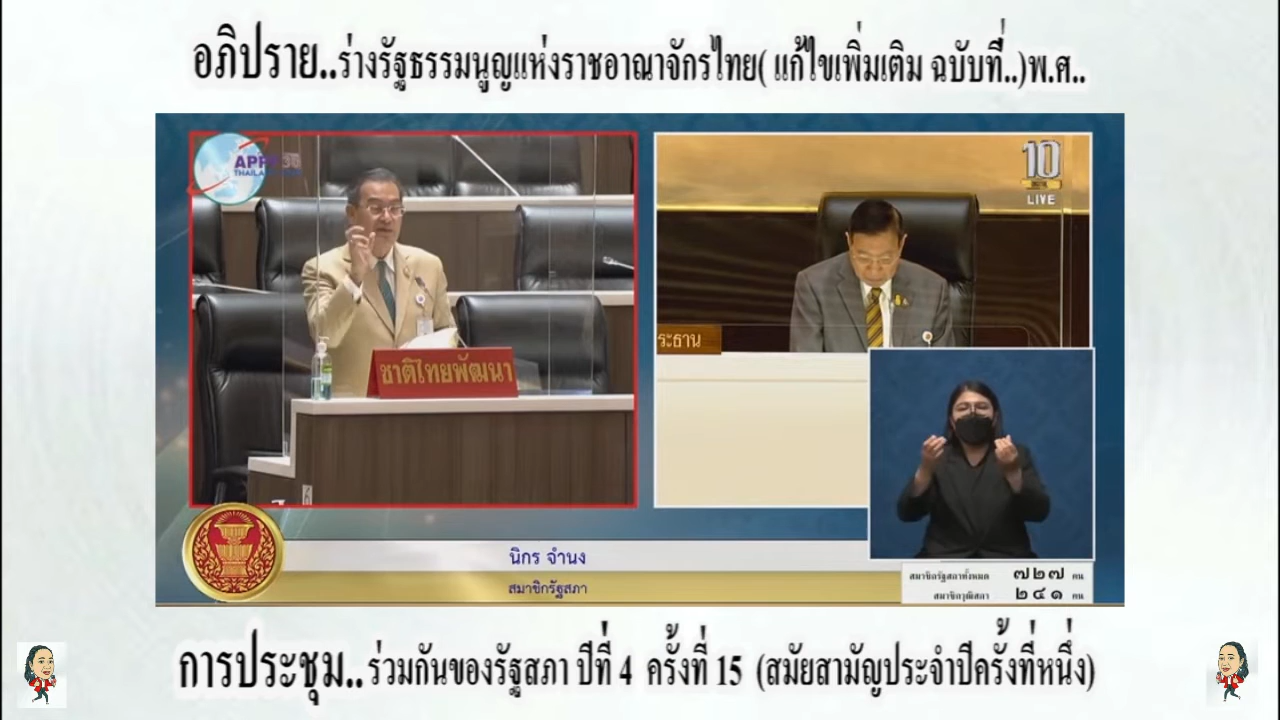 อภิปราย..ร่างรัฐธรรมนูญแห่งราชอาณาจักรไทย( แก้ไขเพิ่มเติม ฉบับที่..)พ.ศ..
APPF30
THAILAND
10
LIVE
ระธาน
ชาติไทยพัฒนา
นิกร จำนง
สมาชิกรัฐสภา
สมาชิกรัฐสภาทั้งหมด ๗๒๗ คน
สมาชิกวุฒิสภา ๒๔๑ คน
การประชุม..ร่วมกันของรัฐสภา ปีที่ 4 ครั้งที่ 15 (สมัยสามัญประจำปีครั้งที่หนึ่ง)